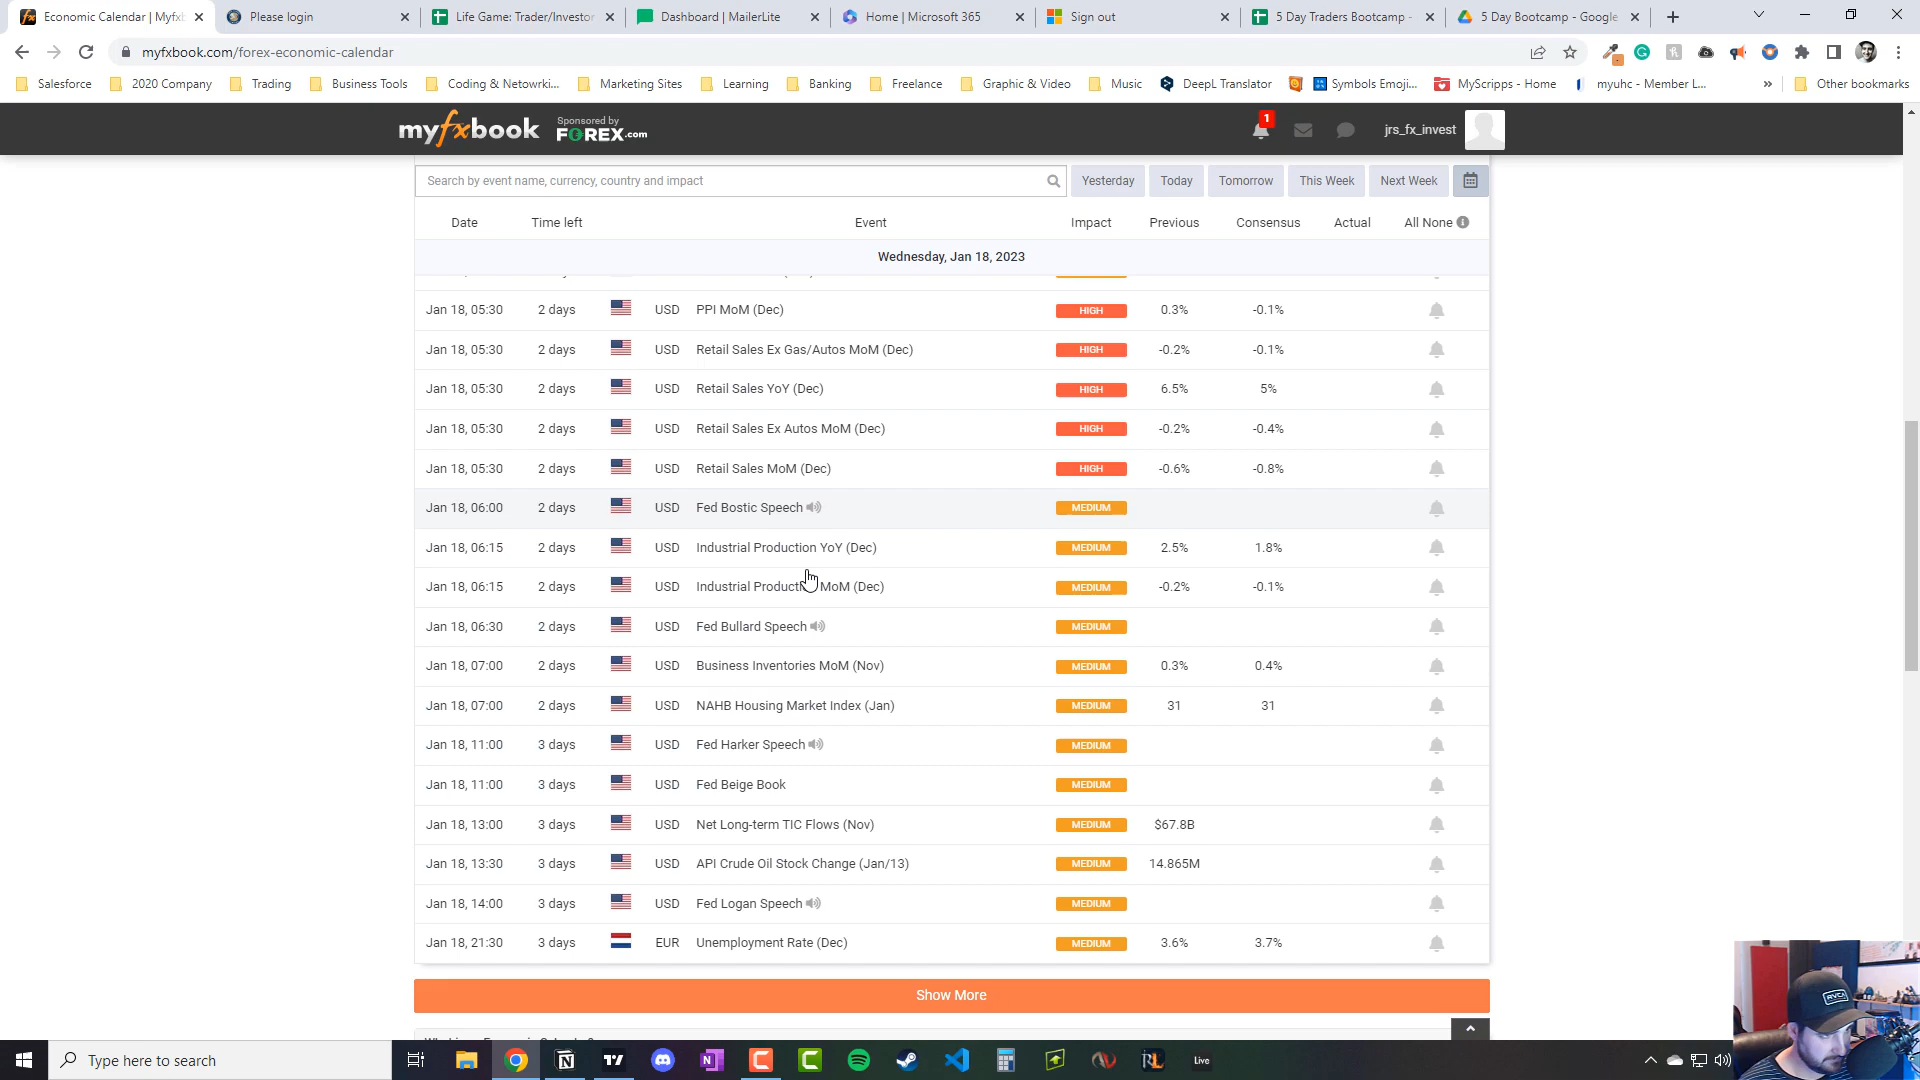 Economic Calendar | Myfxb
Please login
Life Game: Trader/Investor
Dashboard | MailerLite
Home | Microsoft 365
Sign out
5 Day Traders Bootcamp -
5 Day Bootcamp - Google
myfxbook.com/forex-economic-calendar
Salesforce
2020 Company
Trading
Business Tools
Coding & Netowrki...
Marketing Sites
Learning
Banking
Freelance
Graphic & Video
Music
DeepL Translator
Symbols Emoji...
MyScripps - Home
myuhc - Member L...
»
Other bookmarks
myfxbook
Sponsored by
FOREX.com
1
jrs_fx_invest
Search by event name, currency, country and impact
Yesterday
Today
Tomorrow
This Week
Next Week
Date Time left Event Impact Previous Consensus Actual All None
Wednesday, Jan 18, 2023
Jan 18, 05:30 2 days USD PPI MoM (Dec) HIGH 0.3% -0.1%
Jan 18, 05:30 2 days USD Retail Sales Ex Gas/Autos MoM (Dec) HIGH -0.2% -0.1%
Jan 18, 05:30 2 days USD Retail Sales YoY (Dec) HIGH 6.5% 5%
Jan 18, 05:30 2 days USD Retail Sales Ex Autos MoM (Dec) HIGH -0.2% -0.4%
Jan 18, 05:30 2 days USD Retail Sales MoM (Dec) HIGH -0.6% -0.8%
Jan 18, 06:00 2 days USD Fed Bostic Speech MEDIUM
Jan 18, 06:15 2 days USD Industrial Production YoY (Dec) MEDIUM 2.5% 1.8%
Jan 18, 06:15 2 days USD Industrial Production MoM (Dec) MEDIUM -0.2% -0.1%
Jan 18, 06:30 2 days USD Fed Bullard Speech MEDIUM
Jan 18, 07:00 2 days USD Business Inventories MoM (Nov) MEDIUM 0.3% 0.4%
Jan 18, 07:00 2 days USD NAHB Housing Market Index (Jan) MEDIUM 31 31
Jan 18, 11:00 3 days USD Fed Harker Speech MEDIUM
Jan 18, 11:00 3 days USD Fed Beige Book MEDIUM
Jan 18, 13:00 3 days USD Net Long-term TIC Flows (Nov) MEDIUM $67.8B
Jan 18, 13:30 3 days USD API Crude Oil Stock Change (Jan/13) MEDIUM 14.865M
Jan 18, 14:00 3 days USD Fed Logan Speech MEDIUM
Jan 18, 21:30 3 days EUR Unemployment Rate (Dec) MEDIUM 3.6% 3.7%
Show More
Type here to search
Live
RVCA